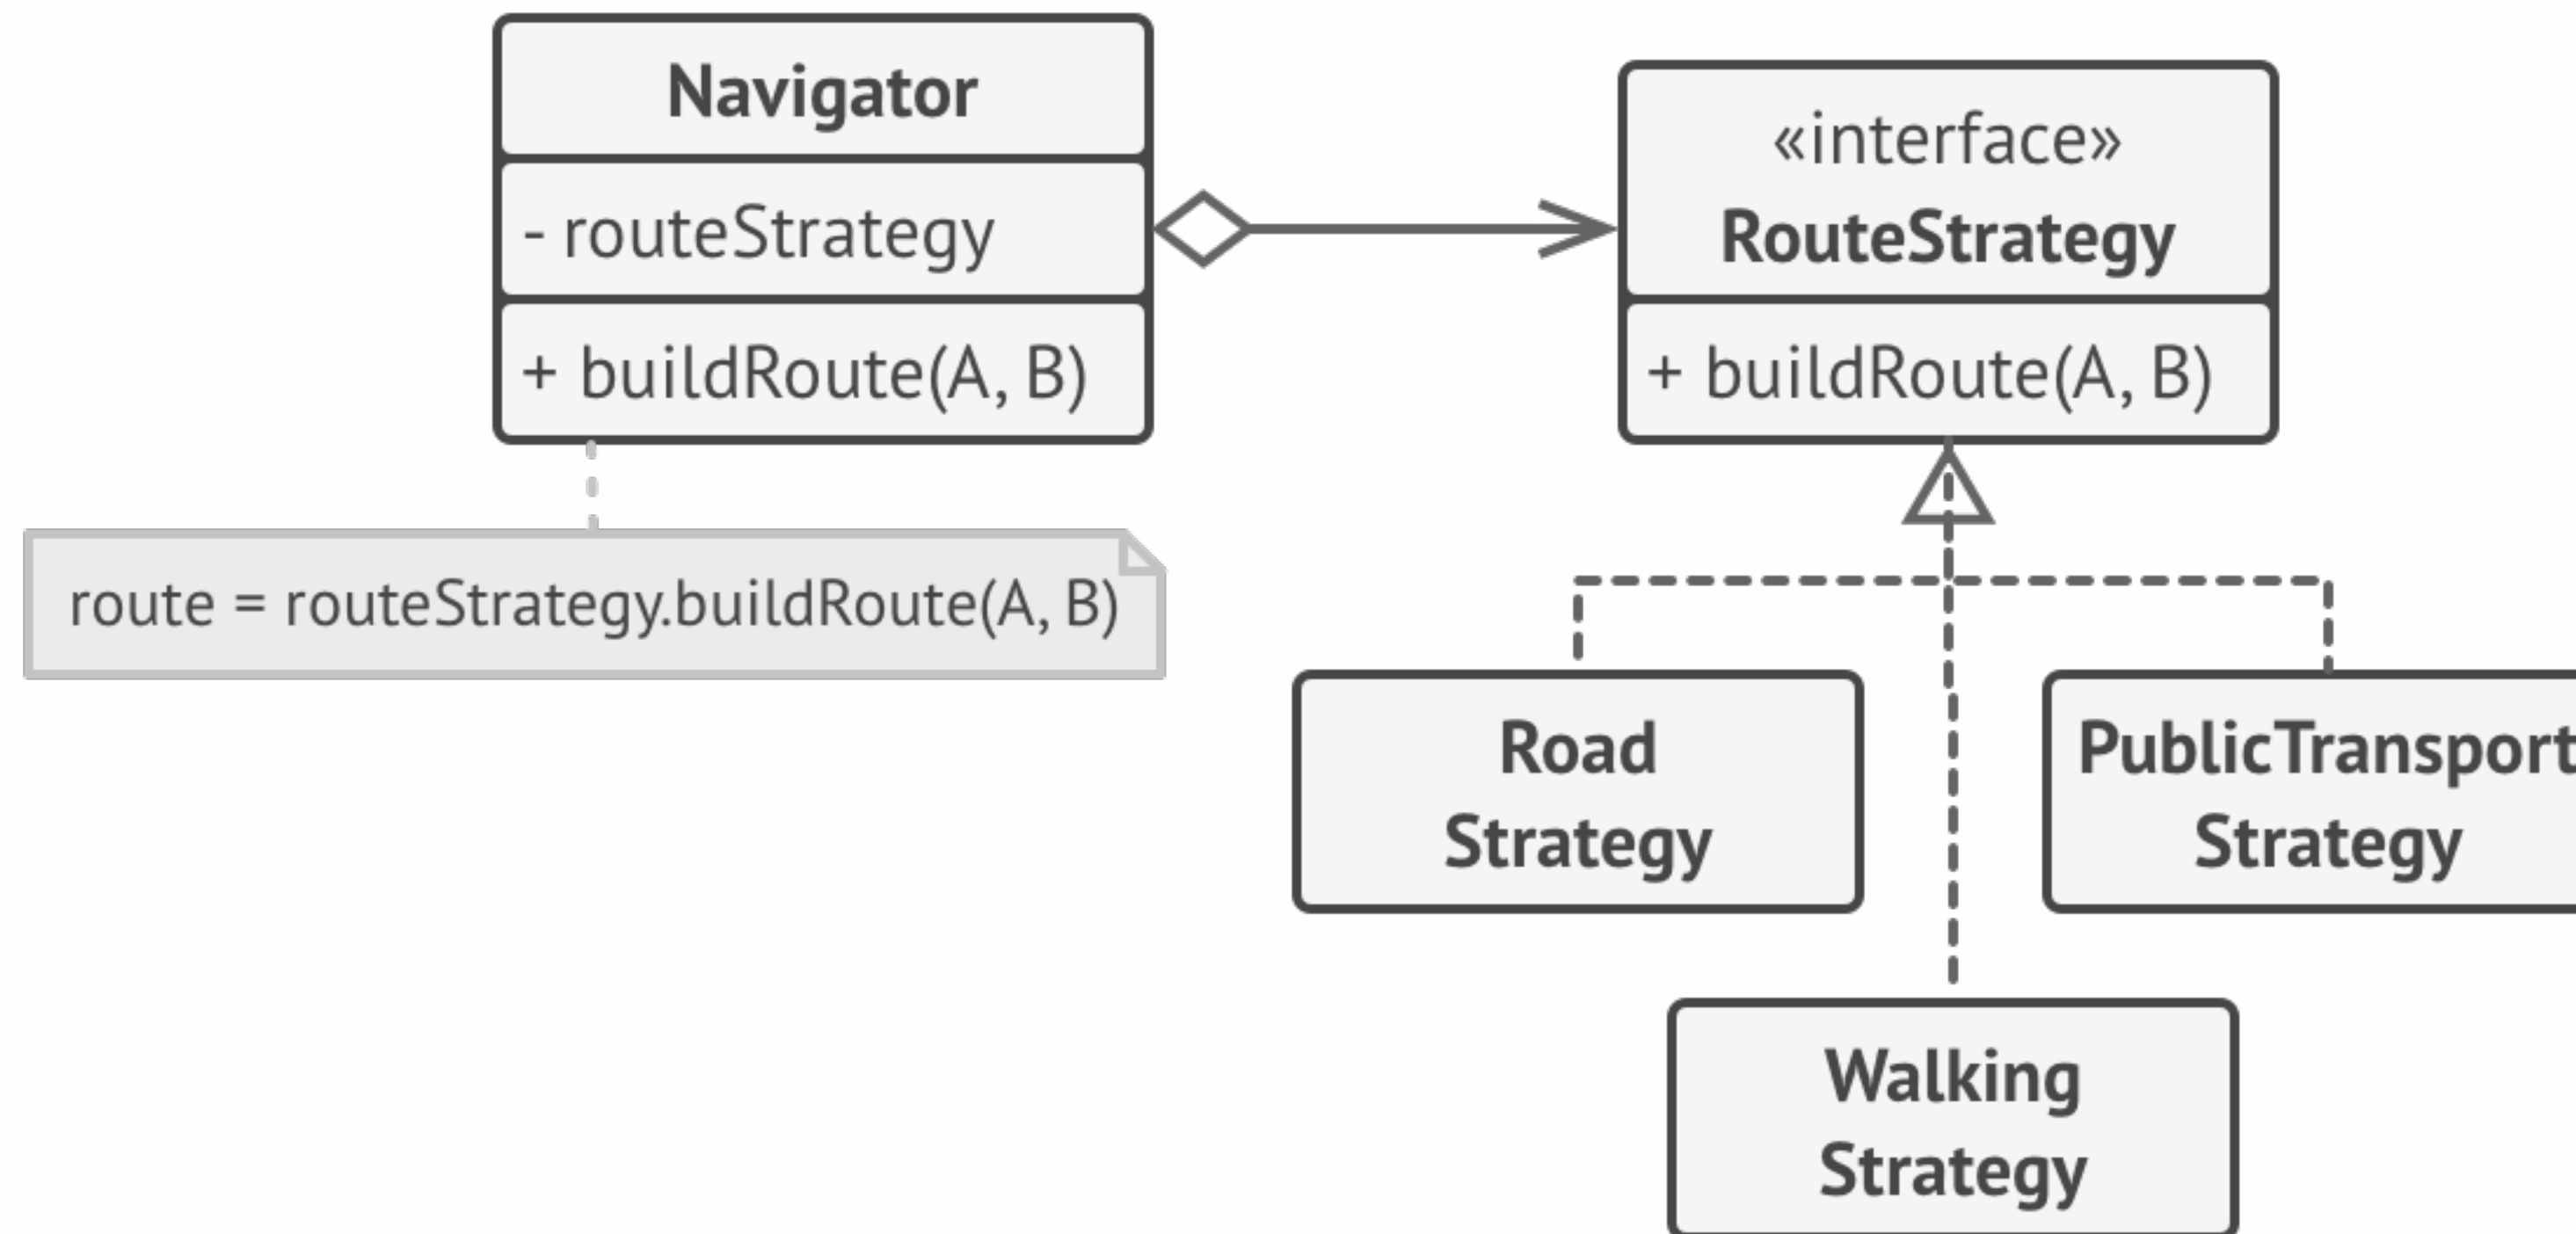 Navigator
- routeStrategy
+ buildRoute(A, B)
route = routeStrategy.buildRoute(A, B)
«interface»
RouteStrategy
+ buildRoute(A, B)
Road
Strategy
PublicTransport
Strategy
Walking
Strategy